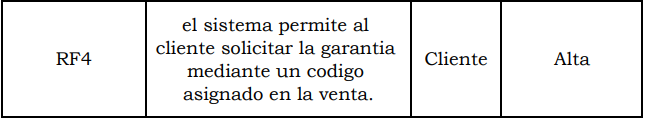 RF4
el sistema permite al
cliente solicitar la garantia
mediante un codigo
asignado en la venta.
Cliente
Alta